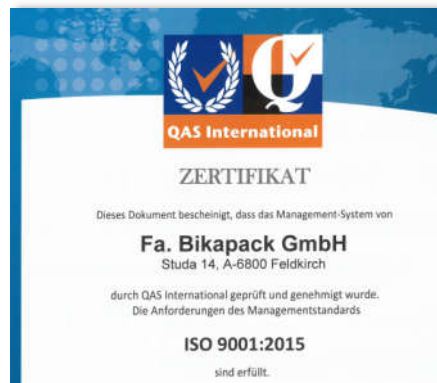 QAS International
ZERTIFIKAT
Dieses Dokument bescheinigt, dass das Management-System von
Fa. Bikapack GmbH
Studa 14, A-6800 Feldkirch
durch QAS International geprüft und genehmigt wurde.
Die Anforderungen des Managementstandards
ISO 9001:2015
sind erfüllt.